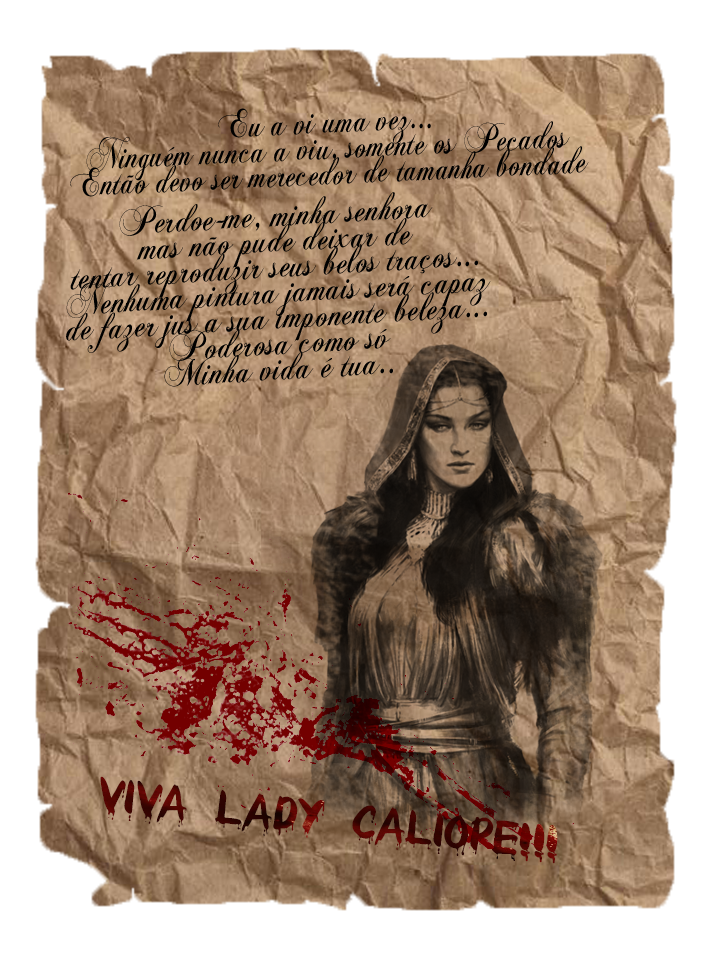 Eu a vi uma vez...
Ninguém nunca a viu, somente os Pecados
Então devo ser merecedor de tamanha bondade
Perdoe-me, minha senhora
mas não pude deixar de
tentar reproduzir seus belos traços...
Nenhuma pintura jamais será capaz
de fazer jus a sua imponente beleza...
Poderosa como só
Minha vida é tua..
VIVA LADY CALIORE!!!